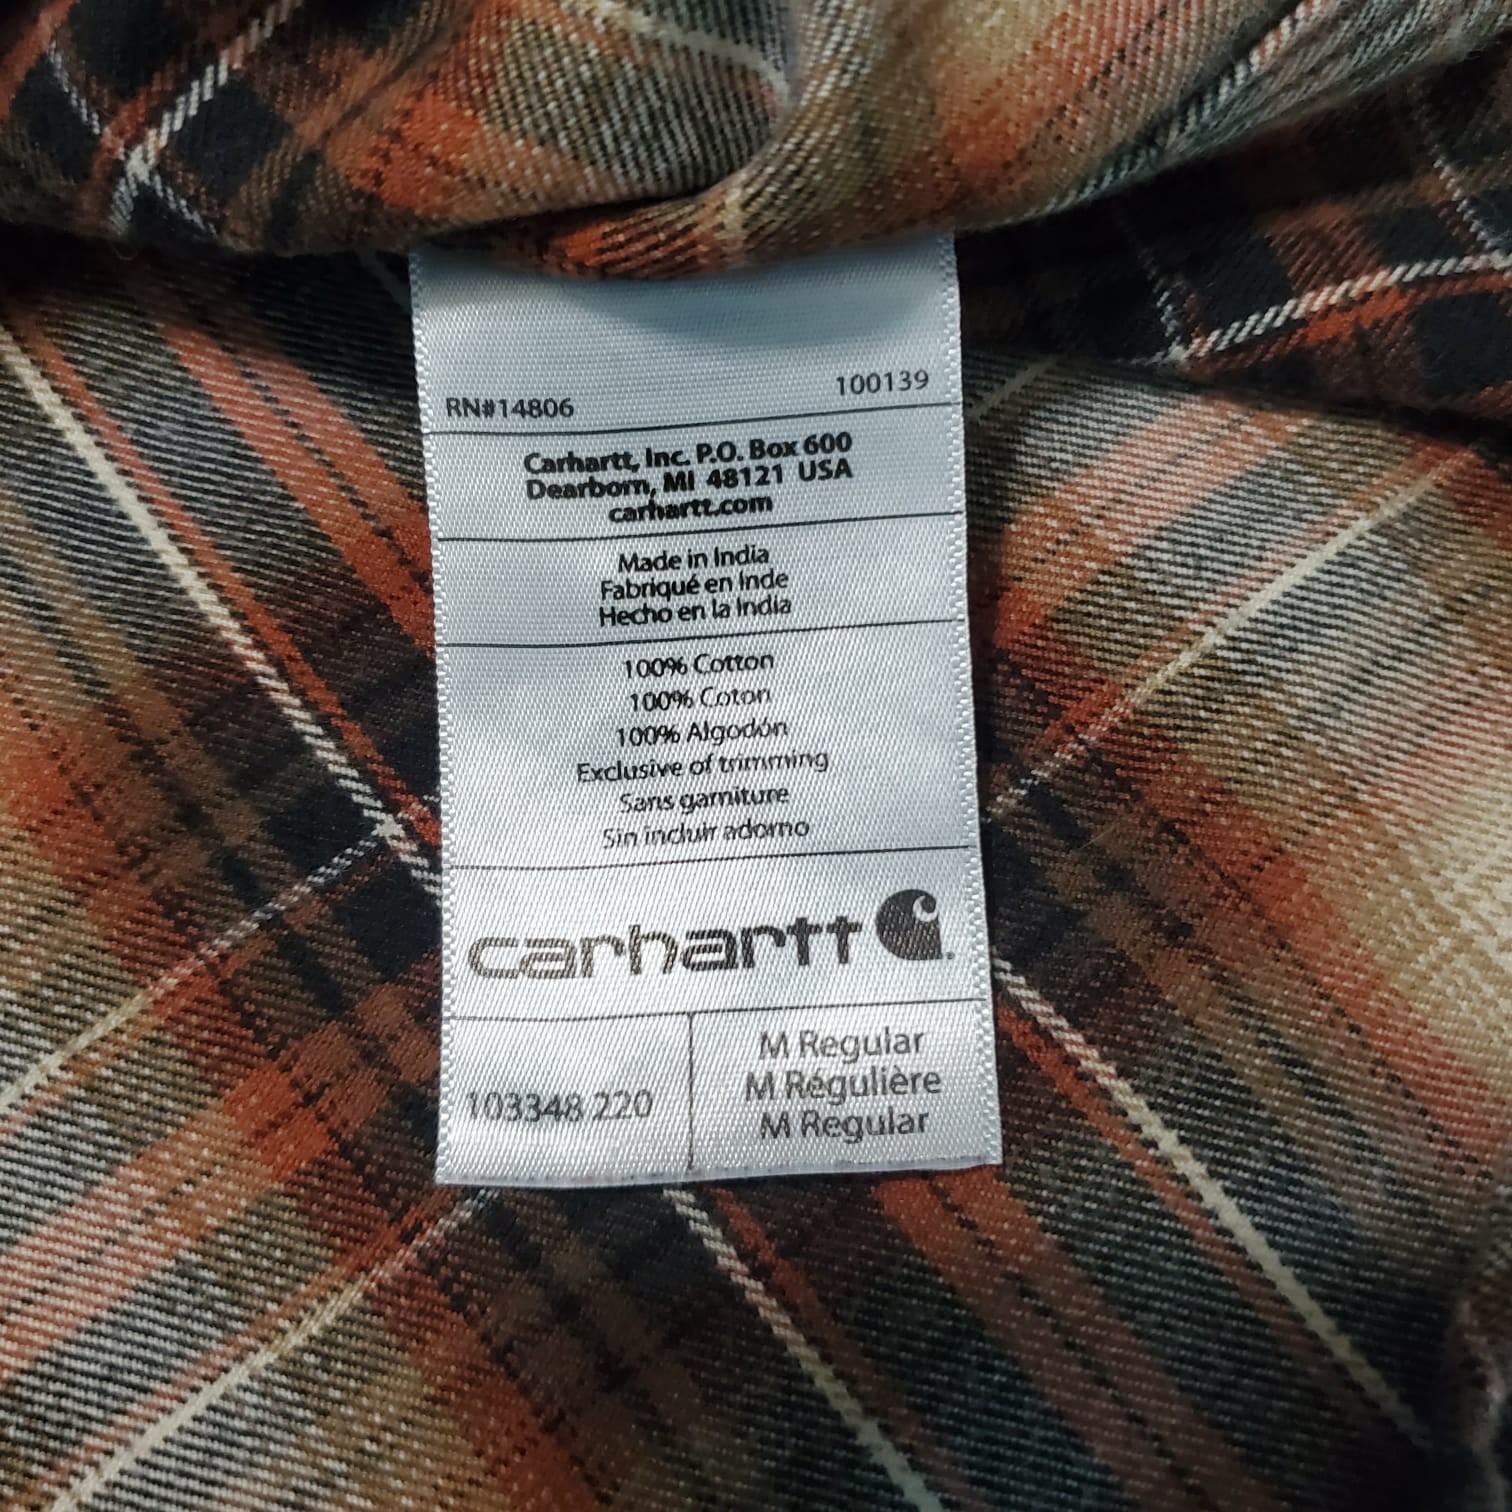 RN#14806 100139
Carhartt, Inc. P.O. Box 600
Dearborn, MI 48121 USA
carhartt.com
Made in India
Fabriqué en Inde
Hecho en la India
100% Cotton
100% Coton
100% Algodón
Exclusive of trimming
Sans garniture
Sin incluir adorno
carhartt
103348 220
M Regular
M Régulière
M Regular